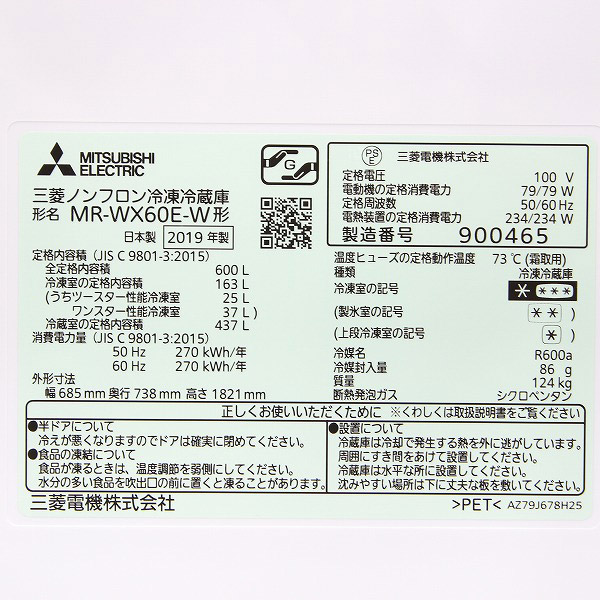 MITSUBISHI
ELECTRIC
G
三菱ノンフロン冷凍冷蔵庫
形名 MR-WX60E-W形
日本製 2019 年製
定格内容積 (JIS C 9801-3:2015)
全定格内容積 600 L
冷凍室の定格内容積 163 L
(うちツースター性能冷凍室 25 L
ワンスター性能冷凍室 37 L )
冷蔵室の定格内容積 437 L
消費電力量 (JIS C 9801-3:2015)
50 Hz 270 kWh/年
60 Hz 270 kWh/年
外形寸法
幅 685 mm 奥行 738 mm 高さ 1821 mm
PSE 三菱電機株式会社
定格電圧 100 V
電動機の定格消費電力 79/79 W
定格周波数 50/60 Hz
電熱装置の定格消費電力 234/234 W
製造番号 900465
温度ヒューズの定格動作温度 73 ℃ (霜取用)
種類 冷凍冷蔵庫
冷凍室の記号 * ***
(製氷室の記号 ** )
(上段冷凍室の記号 * )
冷媒名 R600a
冷媒封入量 86 g
質量 124 kg
断熱発泡ガス シクロペンタン
正しくお使いいただくために ※くわしくは取扱説明書をご覧ください
●半ドアについて
冷えが悪くなりますのでドアは確実に閉めてください。
●食品の凍結について
食品が凍るときは、温度調節を弱側にしてください。
水分の多い食品を吹出口の前に置くと凍ることがあります。
●設置について
冷蔵庫は冷却で発生する熱を外に逃がしています。
周囲にすき間をあけて設置してください。
冷蔵庫は水平な所に設置してください。
沈みやすい場所は下に丈夫な板を敷いてください。
三菱電機株式会社 >PET< AZ79J678H25